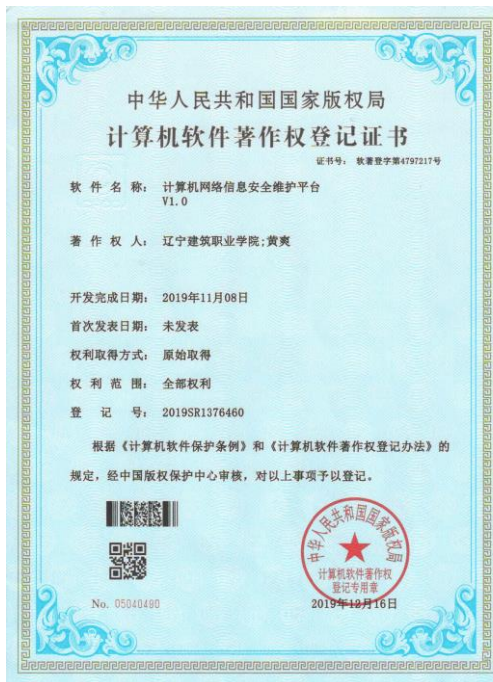 中华人民共和国国家版权局
计算机软件著作权登记证书
证书号: 软著登字第4797217号
软件名称: 计算机网络信息安全维护平台
V1.0
著作权人: 辽宁建筑职业学院;黄爽
开发完成日期: 2019年11月08日
首次发表日期: 未发表
权利取得方式: 原始取得
权利范围: 全部权利
登记号: 2019SR1376460
根据《计算机软件保护条例》和《计算机软件著作权登记办法》的
规定,经中国版权保护中心审核,对以上事项予以登记。
中华人民共和国国家版权局
计算机软件著作权
登记专用章
No. 05040490
2019年12月16日